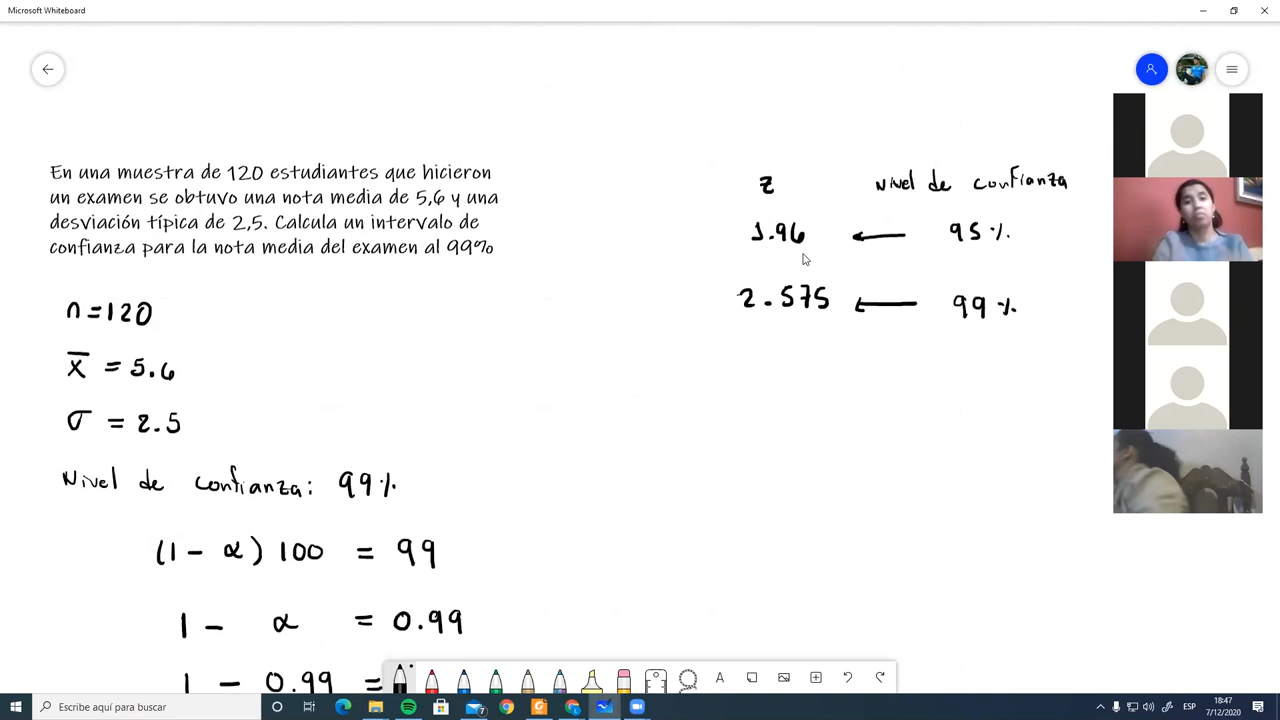 Microsoft Whiteboard
En una muestra de 120 estudiantes que hicieron
un examen se obtuvo una nota media de 5,6 y una
desviación típica de 2,5. Calcula un intervalo de
confianza para la nota media del examen al 99%
z Nivel de confianza
1.96 ← 95 %
2.575 ← 99 %
n = 120
x̅ = 5.6
σ = 2.5
Nivel de confianza: 99%
(1 - α) 100 = 99
1 - α = 0.99
1 - 0.99 =
A
Escribe aquí para buscar
7
ESP
18:47
7/12/2020